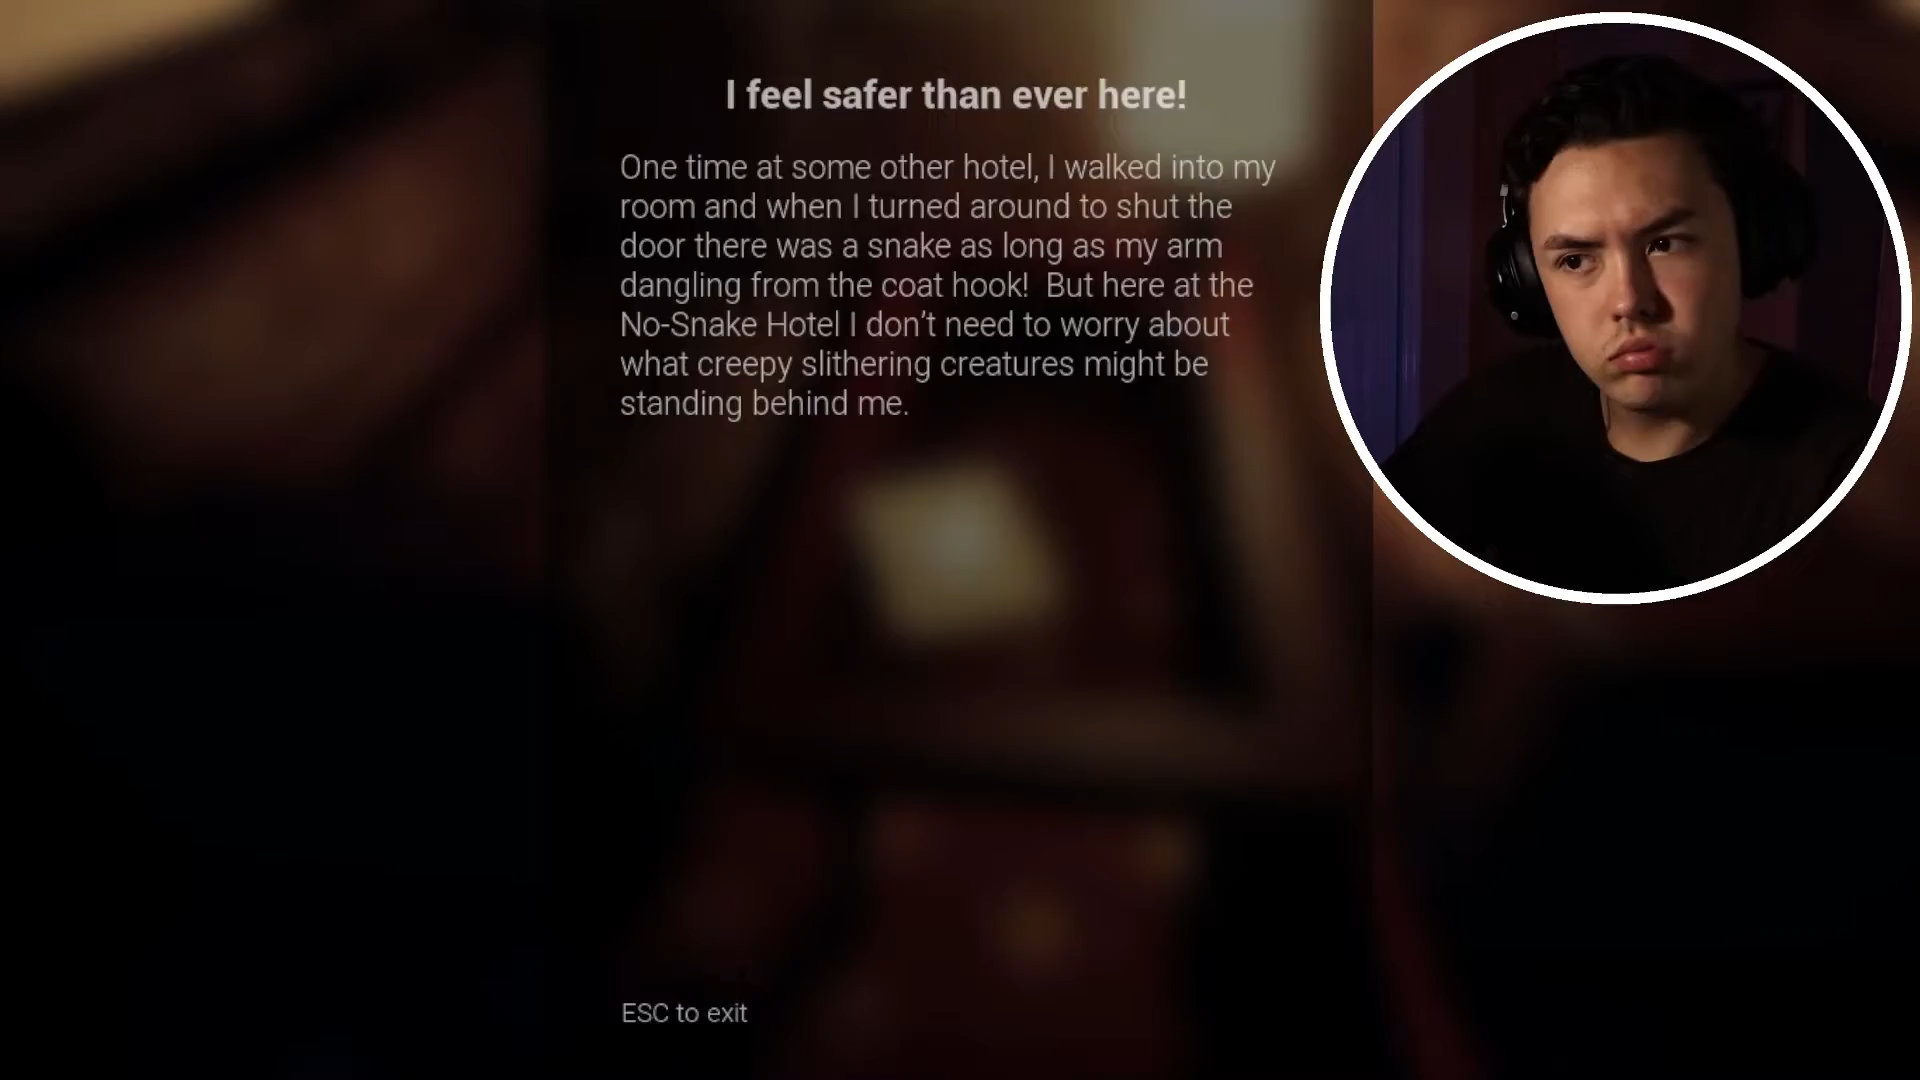 I feel safer than ever here!
One time at some other hotel, I walked into my
room and when I turned around to shut the
door there was a snake as long as my arm
dangling from the coat hook!  But here at the
No-Snake Hotel I don’t need to worry about
what creepy slithering creatures might be
standing behind me.
ESC to exit